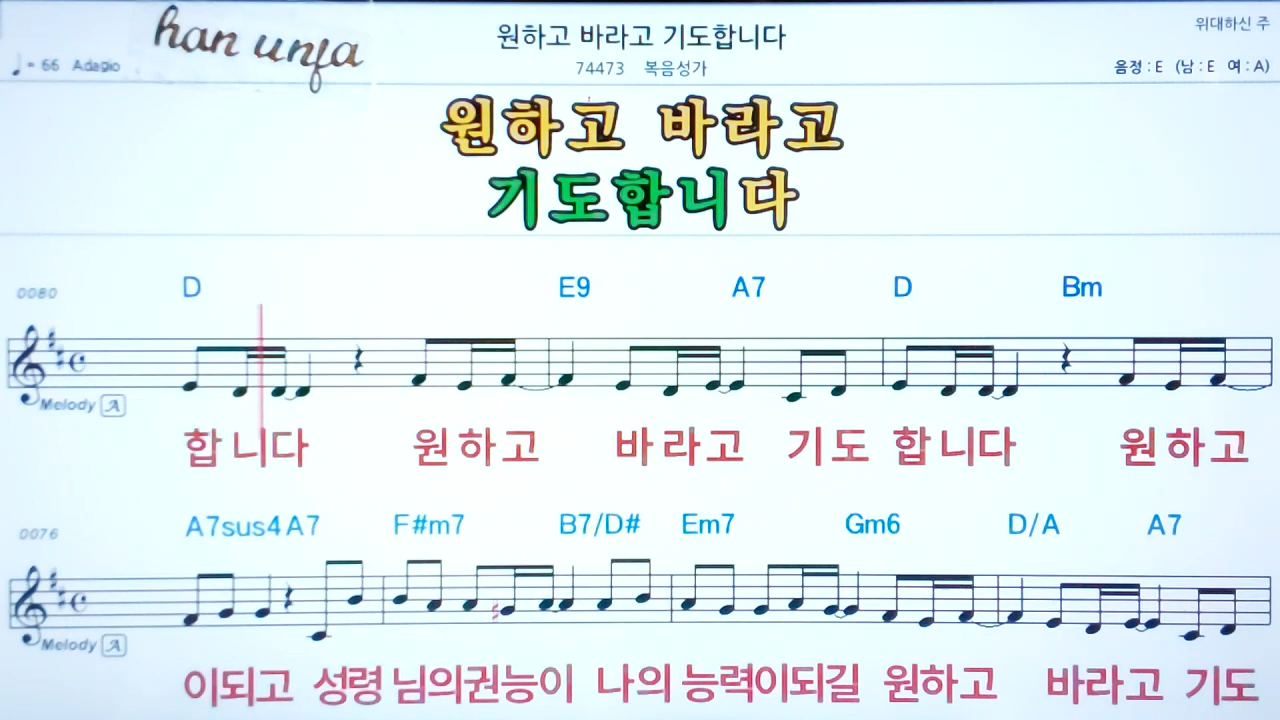 han unfa
원하고 바라고 기도합니다
위대하신 주
♩= 66 Adagio
74473 복음성가
음정 : E (남 : E 여 : A)
원하고 바라고
기도합니다
0080 D E9 A7 D Bm
Melody A
합니다 원하고 바라고 기도 합니다 원하고
0076 A7sus4 A7 F#m7 B7/D# Em7 Gm6 D/A A7
Melody A
이되고 성령 님의권능이 나의 능력이되길 원하고 바라고 기도